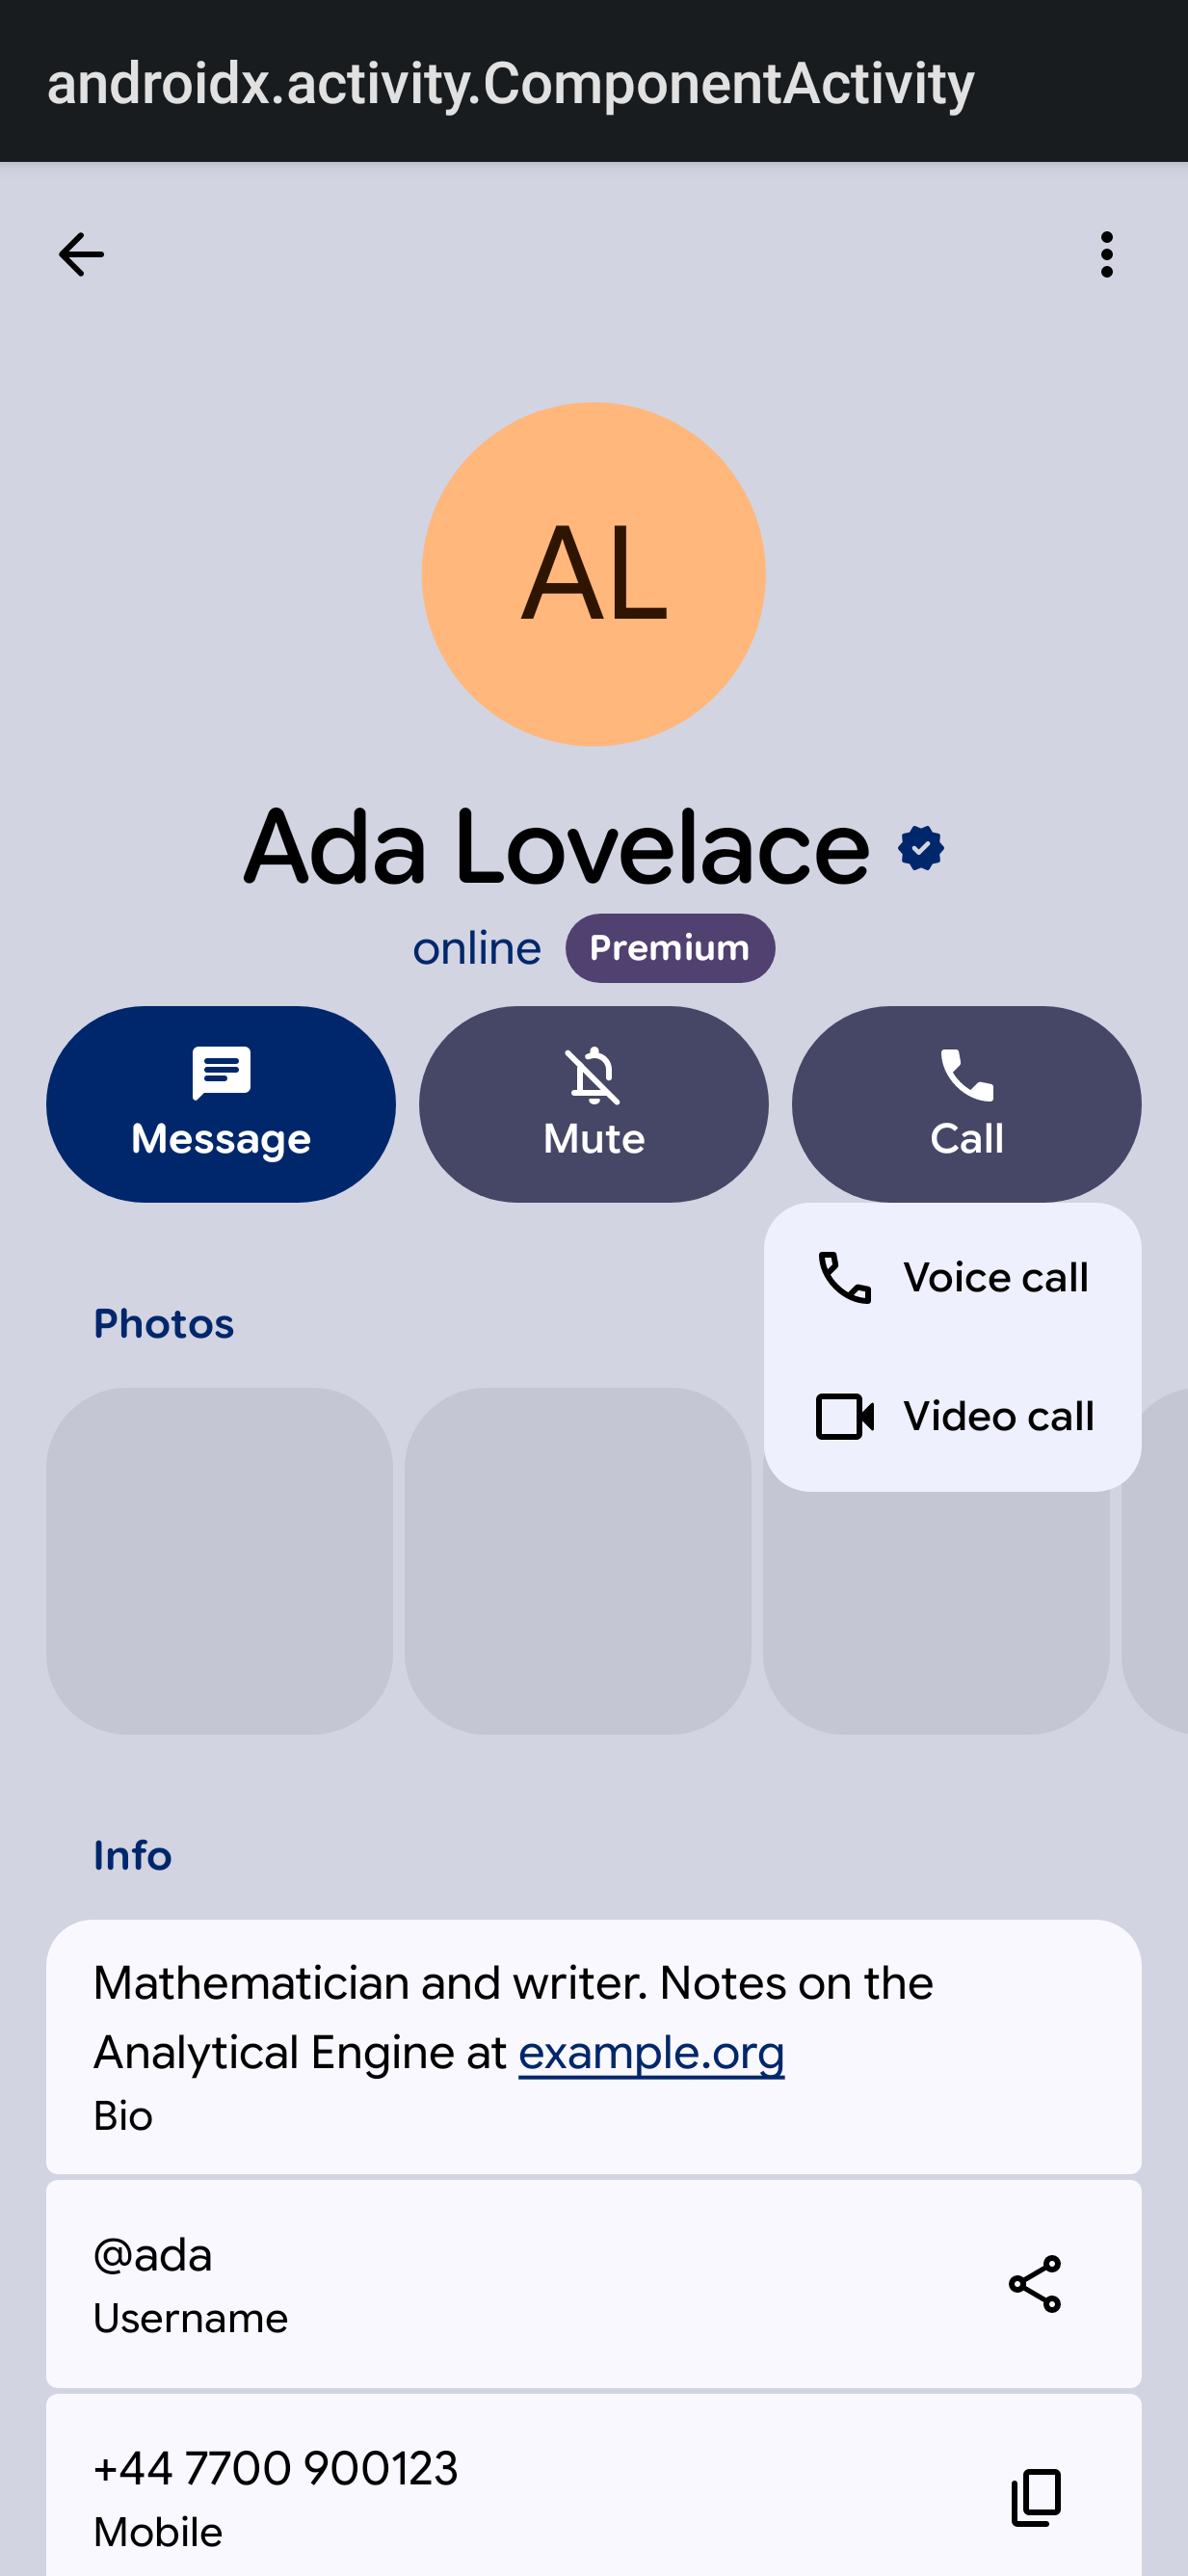 androidx.activity.ComponentActivity
AL
Ada Lovelace
online Premium
Message Mute Call
Voice call
Photos
Video call
Info
Mathematician and writer. Notes on the
Analytical Engine at example.org
Bio
@ada
Username
+44 7700 900123
Mobile